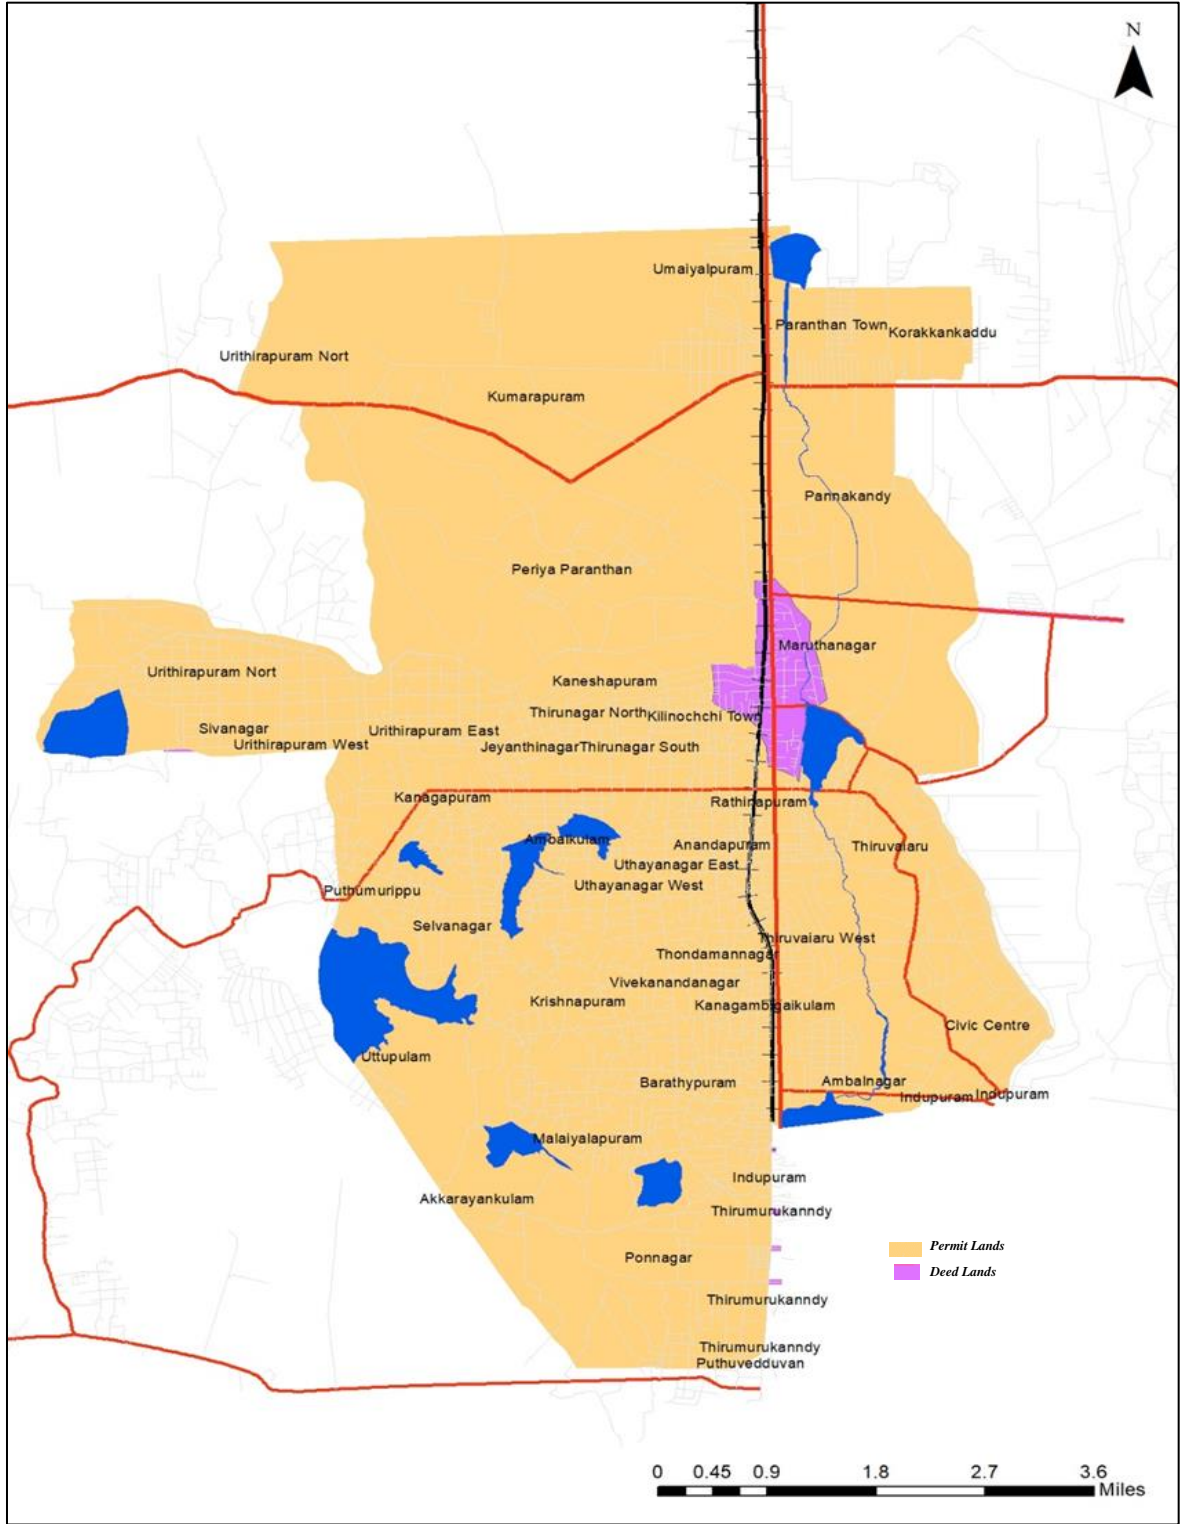 N
Umaiyalpuram
Paranthan Town
Korakkankaddu
Urithirapuram Nort
Kumarapuram
Pannakandy
Periya Paranthan
Maruthanagar
Urithirapuram Nort
Kaneshapuram
Thirunagar North
Kilinochchi Town
Sivanagar
Urithirapuram East
Urithirapuram West
Jeyanthinagar
Thirunagar South
Kanagapuram
Rathinapuram
Ambalkulam
Anandapuram
Thiruvaiaru
Uthayanagar East
Uthayanagar West
Puthumurippu
Selvanagar
Thiruvaiaru West
Thondamannagar
Vivekanandanagar
Krishnapuram
Kanagambigaikulam
Civic Centre
Uttupulam
Barathypuram
Ambalnagar
Indupuram
Indupuram
Malaiyalapuram
Indupuram
Akkarayankulam
Thirumurukanndy
Permit Lands
Ponnagar
Deed Lands
Thirumurukanndy
Thirumurukanndy
Puthuvedduvan
0 0.45 0.9 1.8 2.7 3.6
Miles